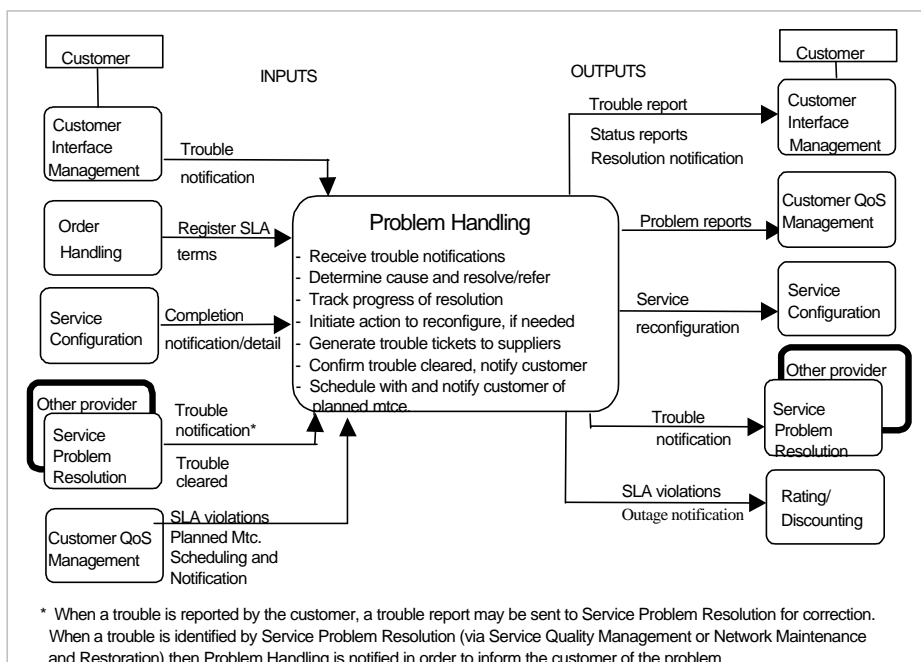 Customer
Customer
INPUTS
OUTPUTS
Customer
Interface
Management
Trouble
notification
Trouble report
Status reports
Resolution notification
Customer
Interface
Management
Order
Handling
Register SLA
terms
Problem Handling
- Receive trouble notifications
- Determine cause and resolve/refer
- Track progress of resolution
- Initiate action to reconfigure, if needed
- Generate trouble tickets to suppliers
- Confirm trouble cleared, notify customer
- Schedule with and notify customer of
planned mtce.
Problem reports
Customer QoS
Management
Service
Configuration
Completion
notification/detail
Service
reconfiguration
Service
Configuration
Other provider
Service
Problem
Resolution
Trouble
notification*
Trouble
cleared
Trouble
notification
Other provider
Service
Problem
Resolution
Customer QoS
Management
SLA violations
Planned Mtc.
Scheduling and
Notification
SLA violations
Outage notification
Rating/
Discounting
* When a trouble is reported by the customer, a trouble report may be sent to Service Problem Resolution for correction.
When a trouble is identified by Service Problem Resolution (via Service Quality Management or Network Maintenance
and Restoration) then Problem Handling is notified in order to inform the customer of the problem